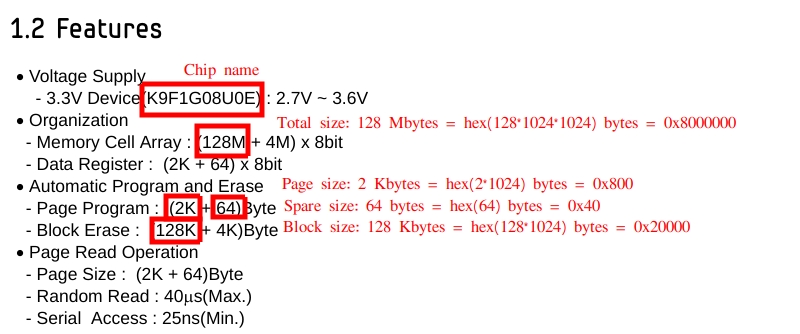 1.2 Features
Chip name
• Voltage Supply
- 3.3V Device(K9F1G08U0E) : 2.7V ~ 3.6V
• Organization
Total size: 128 Mbytes = hex(128*1024*1024) bytes = 0x8000000
- Memory Cell Array : (128M + 4M) x 8bit
- Data Register : (2K + 64) x 8bit
• Automatic Program and Erase
Page size: 2 Kbytes = hex(2*1024) bytes = 0x800
- Page Program : (2K + 64)Byte
Spare size: 64 bytes = hex(64) bytes = 0x40
- Block Erase : (128K + 4K)Byte
Block size: 128 Kbytes = hex(128*1024) bytes = 0x20000
• Page Read Operation
- Page Size : (2K + 64)Byte
- Random Read : 40μs(Max.)
- Serial Access : 25ns(Min.)